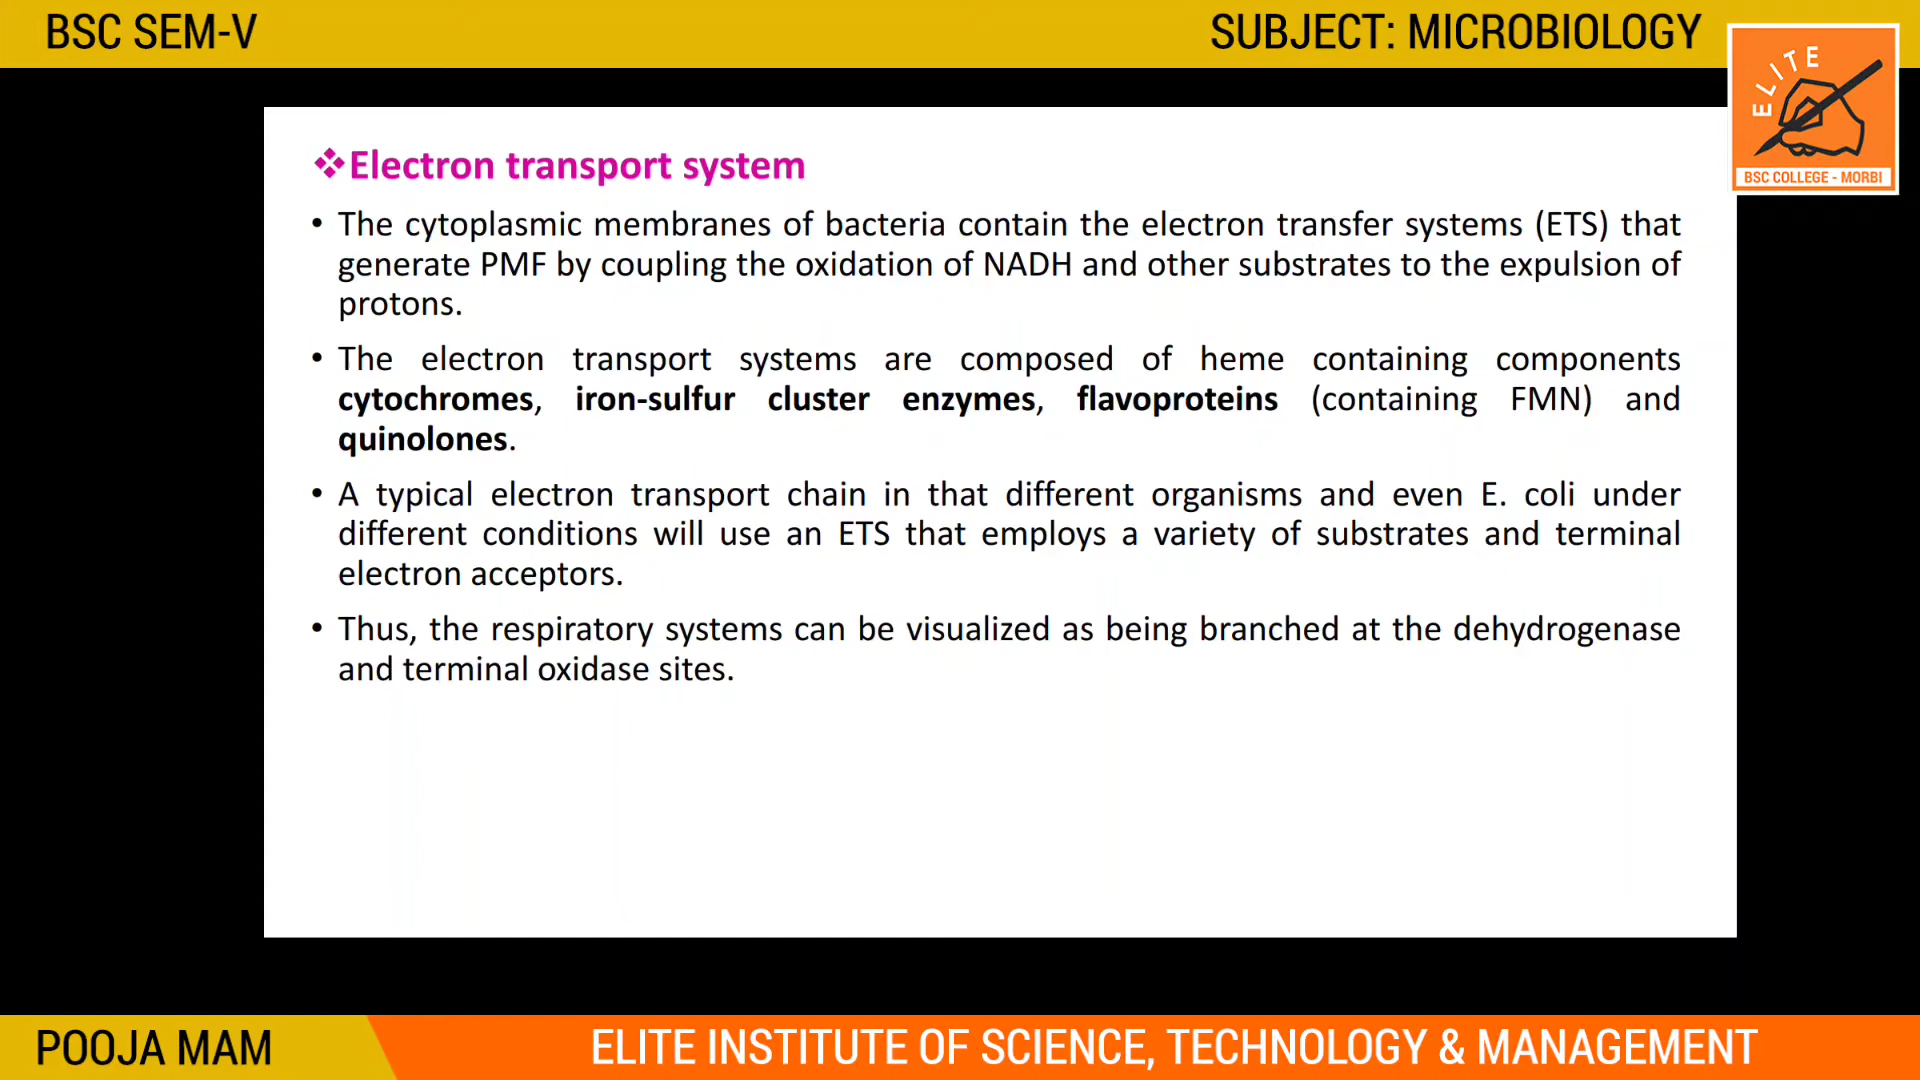 BSC SEM-V
SUBJECT: MICROBIOLOGY
ELITE
BSC COLLEGE - MORBI
❖Electron transport system
• The cytoplasmic membranes of bacteria contain the electron transfer systems (ETS) that
generate PMF by coupling the oxidation of NADH and other substrates to the expulsion of
protons.
• The electron transport systems are composed of heme containing components
cytochromes, iron-sulfur cluster enzymes, flavoproteins (containing FMN) and
quinolones.
• A typical electron transport chain in that different organisms and even E. coli under
different conditions will use an ETS that employs a variety of substrates and terminal
electron acceptors.
• Thus, the respiratory systems can be visualized as being branched at the dehydrogenase
and terminal oxidase sites.
POOJA MAM
ELITE INSTITUTE OF SCIENCE, TECHNOLOGY & MANAGEMENT